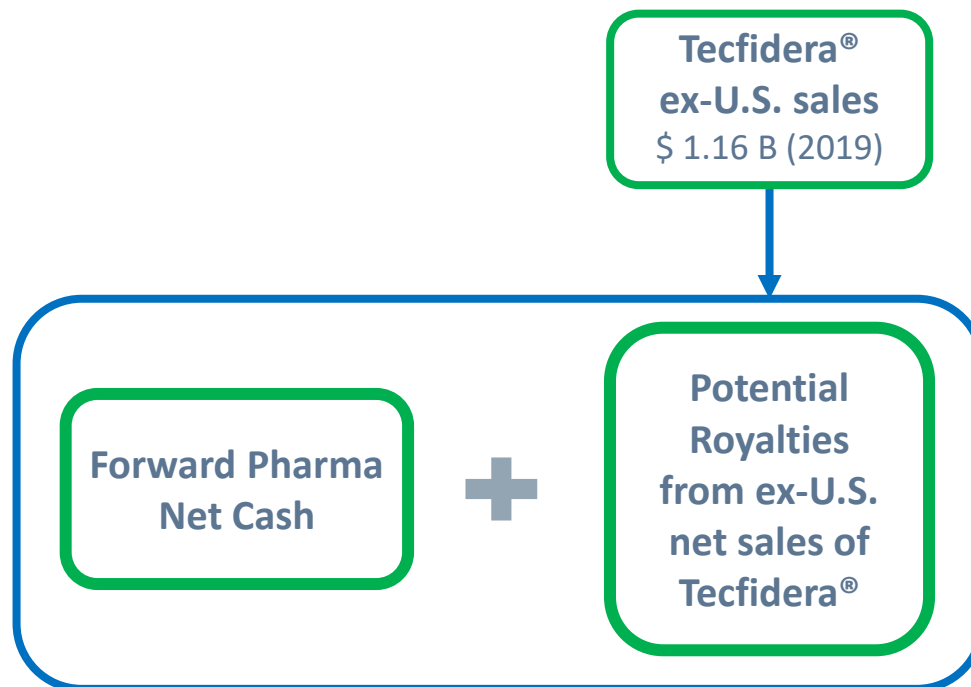 Tecfidera®
ex-U.S. sales
$ 1.16 B (2019)
Forward Pharma
Net Cash
Potential
Royalties
from ex-U.S.
net sales of
Tecfidera®